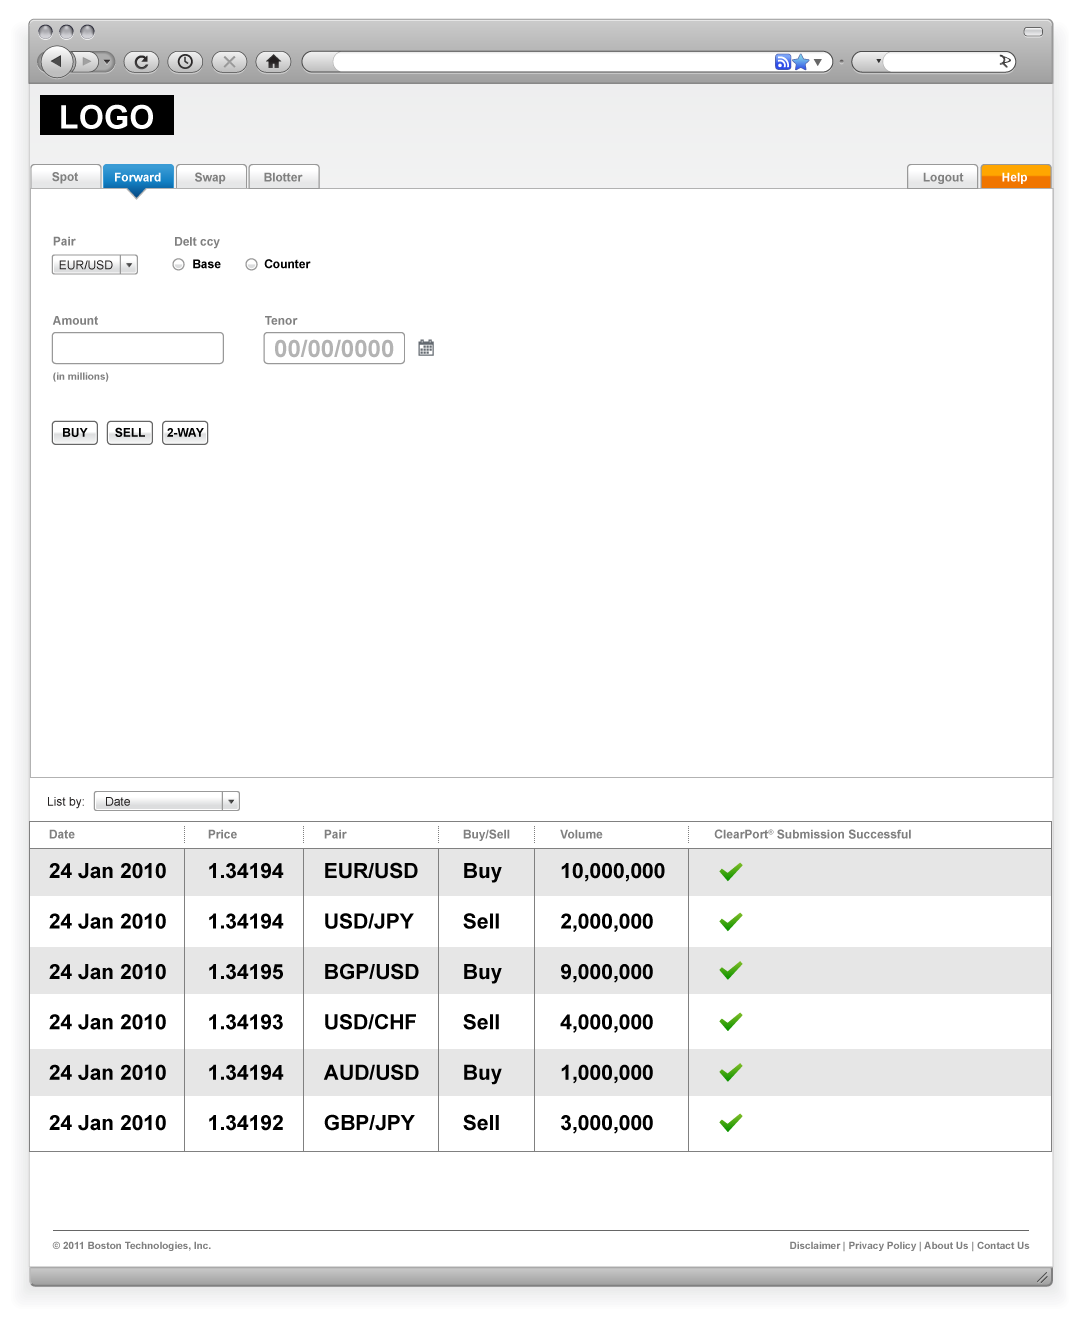 LOGO
Spot Forward Swap Blotter Logout Help
Pair Delt ccy
EUR/USD Base Counter
Amount Tenor
00/00/0000
(in millions)
BUY SELL 2-WAY
List by: Date
Date Price Pair Buy/Sell Volume ClearPort® Submission Successful
24 Jan 2010 1.34194 EUR/USD Buy 10,000,000
24 Jan 2010 1.34194 USD/JPY Sell 2,000,000
24 Jan 2010 1.34195 BGP/USD Buy 9,000,000
24 Jan 2010 1.34193 USD/CHF Sell 4,000,000
24 Jan 2010 1.34194 AUD/USD Buy 1,000,000
24 Jan 2010 1.34192 GBP/JPY Sell 3,000,000
© 2011 Boston Technologies, Inc. Disclaimer | Privacy Policy | About Us | Contact Us